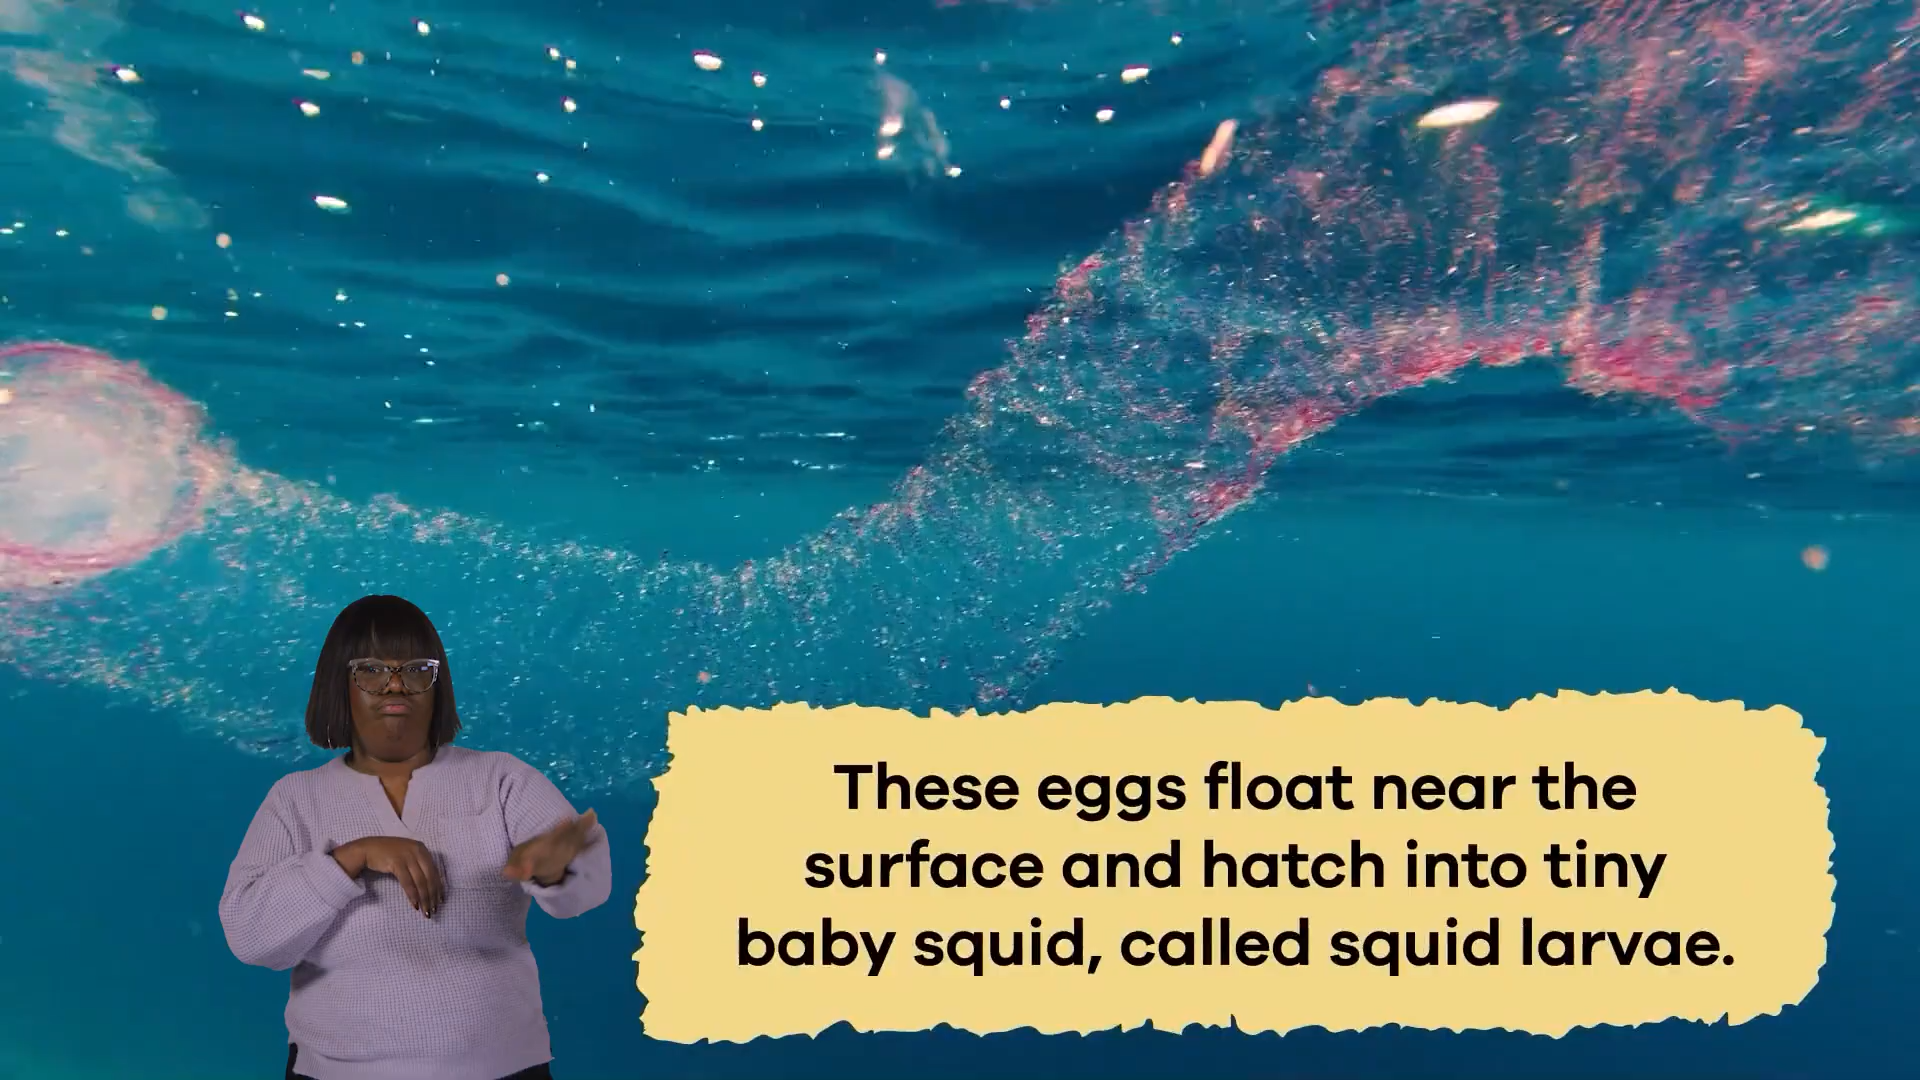 These eggs float near the
surface and hatch into tiny
baby squid, called squid larvae.